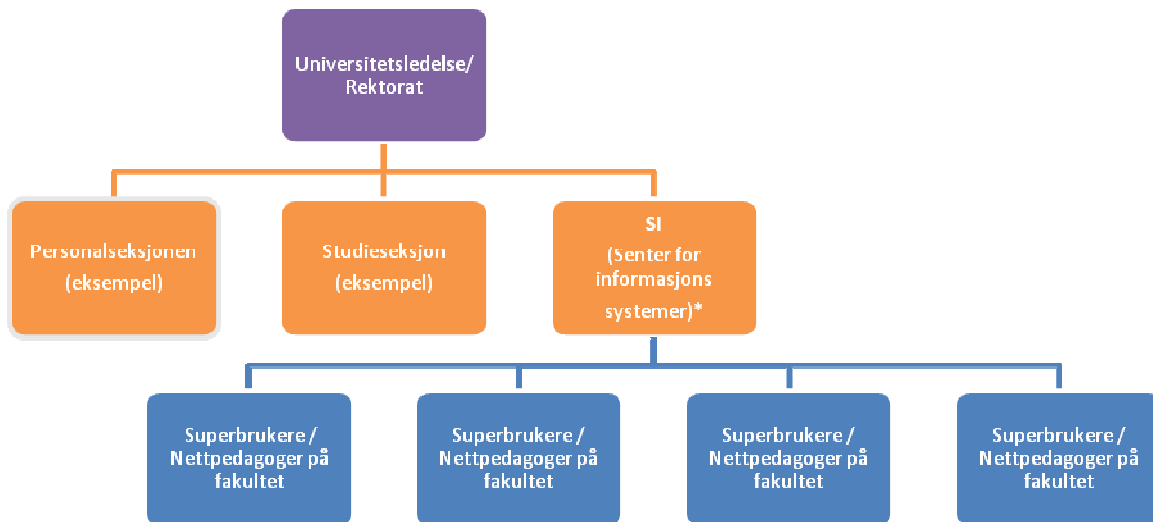 Universitetsledelse/
Rektorat
Personalseksjonen
(eksempel)
Studieseksjon
(eksempel)
SI
(Senter for
informasjons
systemer)*
Superbrukere /
Nettpedagoger på
fakultet
Superbrukere /
Nettpedagoger på
fakultet
Superbrukere /
Nettpedagoger på
fakultet
Superbrukere /
Nettpedagoger på
fakultet